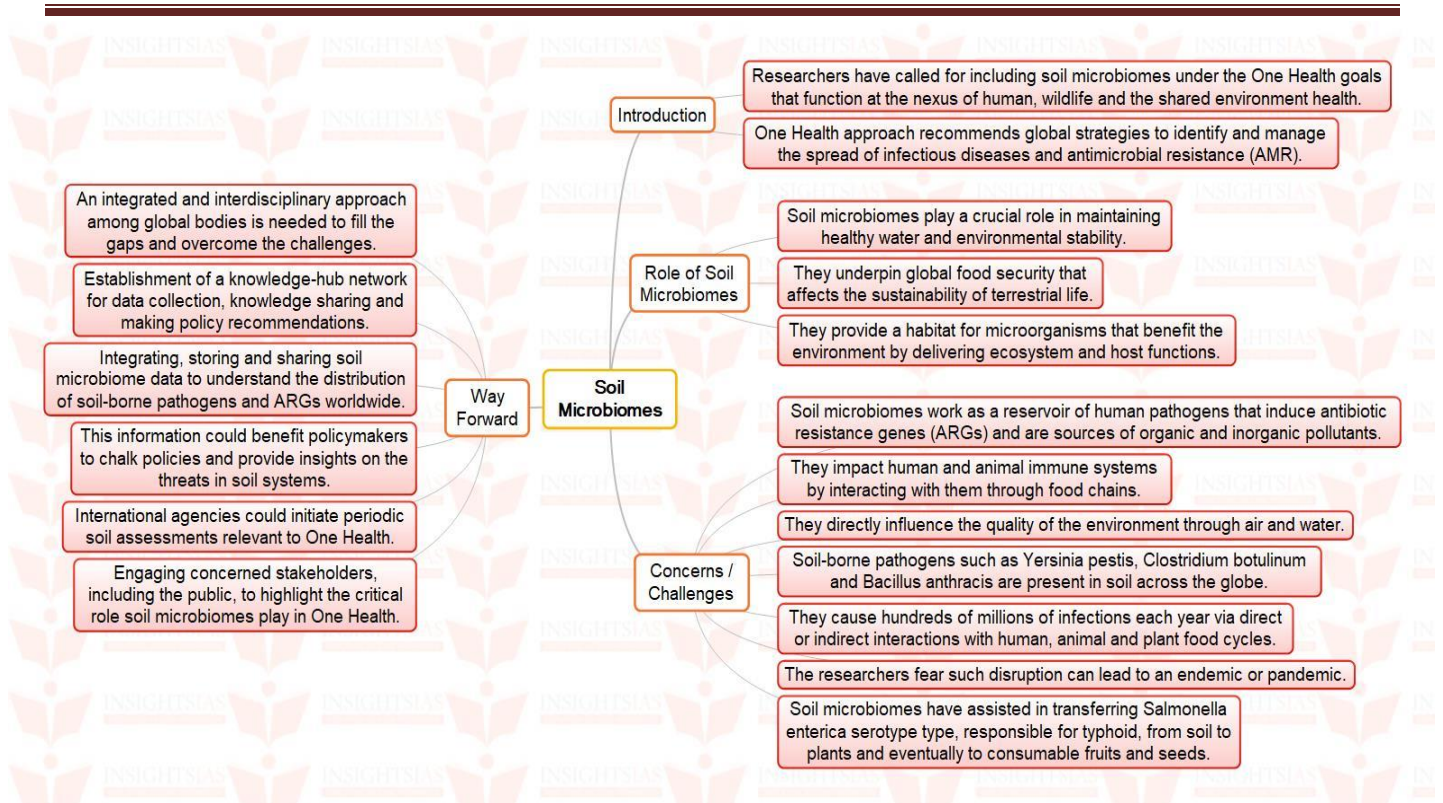 Soil
Microbiomes
Introduction
Researchers have called for including soil microbiomes under the One Health goals
that function at the nexus of human, wildlife and the shared environment health.
One Health approach recommends global strategies to identify and manage
the spread of infectious diseases and antimicrobial resistance (AMR).
Role of Soil
Microbiomes
Soil microbiomes play a crucial role in maintaining
healthy water and environmental stability.
They underpin global food security that
affects the sustainability of terrestrial life.
They provide a habitat for microorganisms that benefit the
environment by delivering ecosystem and host functions.
Concerns /
Challenges
Soil microbiomes work as a reservoir of human pathogens that induce antibiotic
resistance genes (ARGs) and are sources of organic and inorganic pollutants.
They impact human and animal immune systems
by interacting with them through food chains.
They directly influence the quality of the environment through air and water.
Soil-borne pathogens such as Yersinia pestis, Clostridium botulinum
and Bacillus anthracis are present in soil across the globe.
They cause hundreds of millions of infections each year via direct
or indirect interactions with human, animal and plant food cycles.
The researchers fear such disruption can lead to an endemic or pandemic.
Soil microbiomes have assisted in transferring Salmonella
enterica serotype type, responsible for typhoid, from soil to
plants and eventually to consumable fruits and seeds.
Way
Forward
An integrated and interdisciplinary approach
among global bodies is needed to fill the
gaps and overcome the challenges.
Establishment of a knowledge-hub network
for data collection, knowledge sharing and
making policy recommendations.
Integrating, storing and sharing soil
microbiome data to understand the distribution
of soil-borne pathogens and ARGs worldwide.
This information could benefit policymakers
to chalk policies and provide insights on the
threats in soil systems.
International agencies could initiate periodic
soil assessments relevant to One Health.
Engaging concerned stakeholders,
including the public, to highlight the critical
role soil microbiomes play in One Health.
INSIGHTSIAS